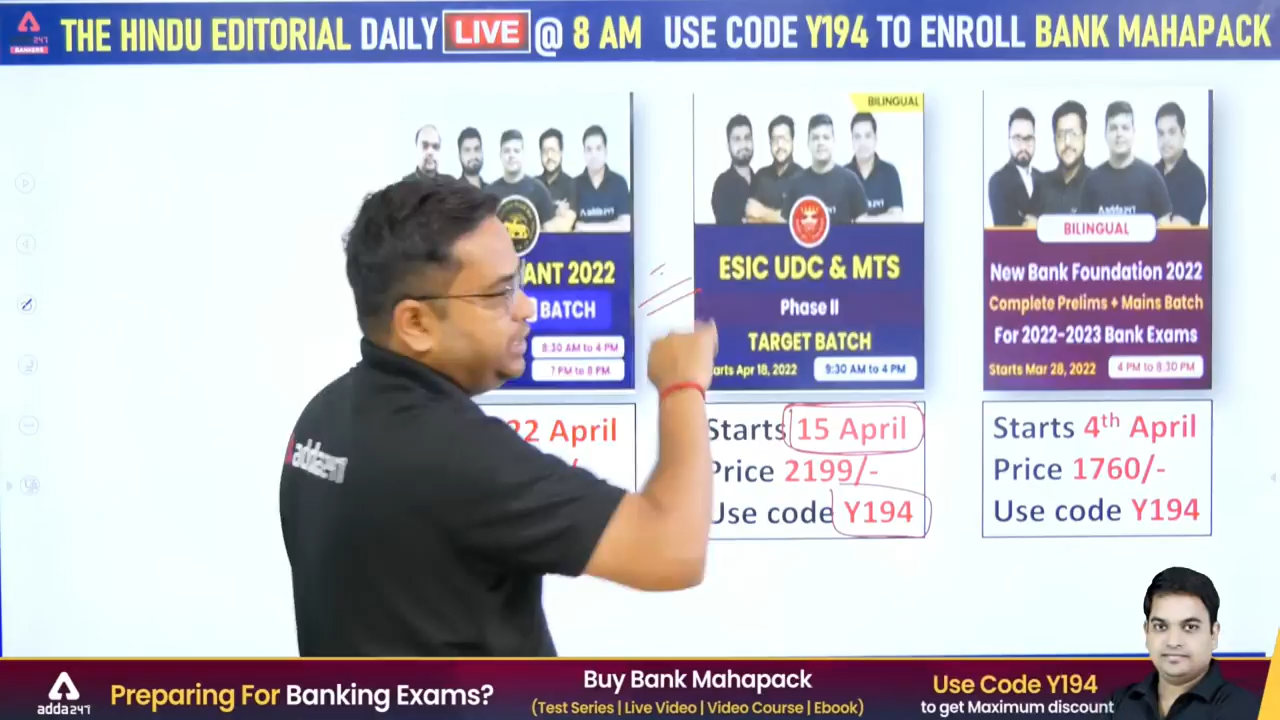 THE HINDU EDITORIAL DAILY LIVE @ 8 AM USE CODE Y194 TO ENROLL BANK MAHAPACK
247
BANKERS
ANT 2022
BATCH
8:30 AM to 4 PM
7 PM to 8 PM
22 April
BILINGUAL
ESIC UDC & MTS
Phase II
TARGET BATCH
arts Apr 18, 2022 9:30 AM to 4 PM
Starts 15 April
Price 2199/-
Use code Y194
adda247
BILINGUAL
New Bank Foundation 2022
Complete Prelims + Mains Batch
For 2022-2023 Bank Exams
Starts Mar 28, 2022 4 PM to 8:30 PM
Starts 4th April
Price 1760/-
Use code Y194
adda247
adda247
Preparing For Banking Exams?
Buy Bank Mahapack
(Test Series | Live Video | Video Course | Ebook)
Use Code Y194
to get Maximum discount